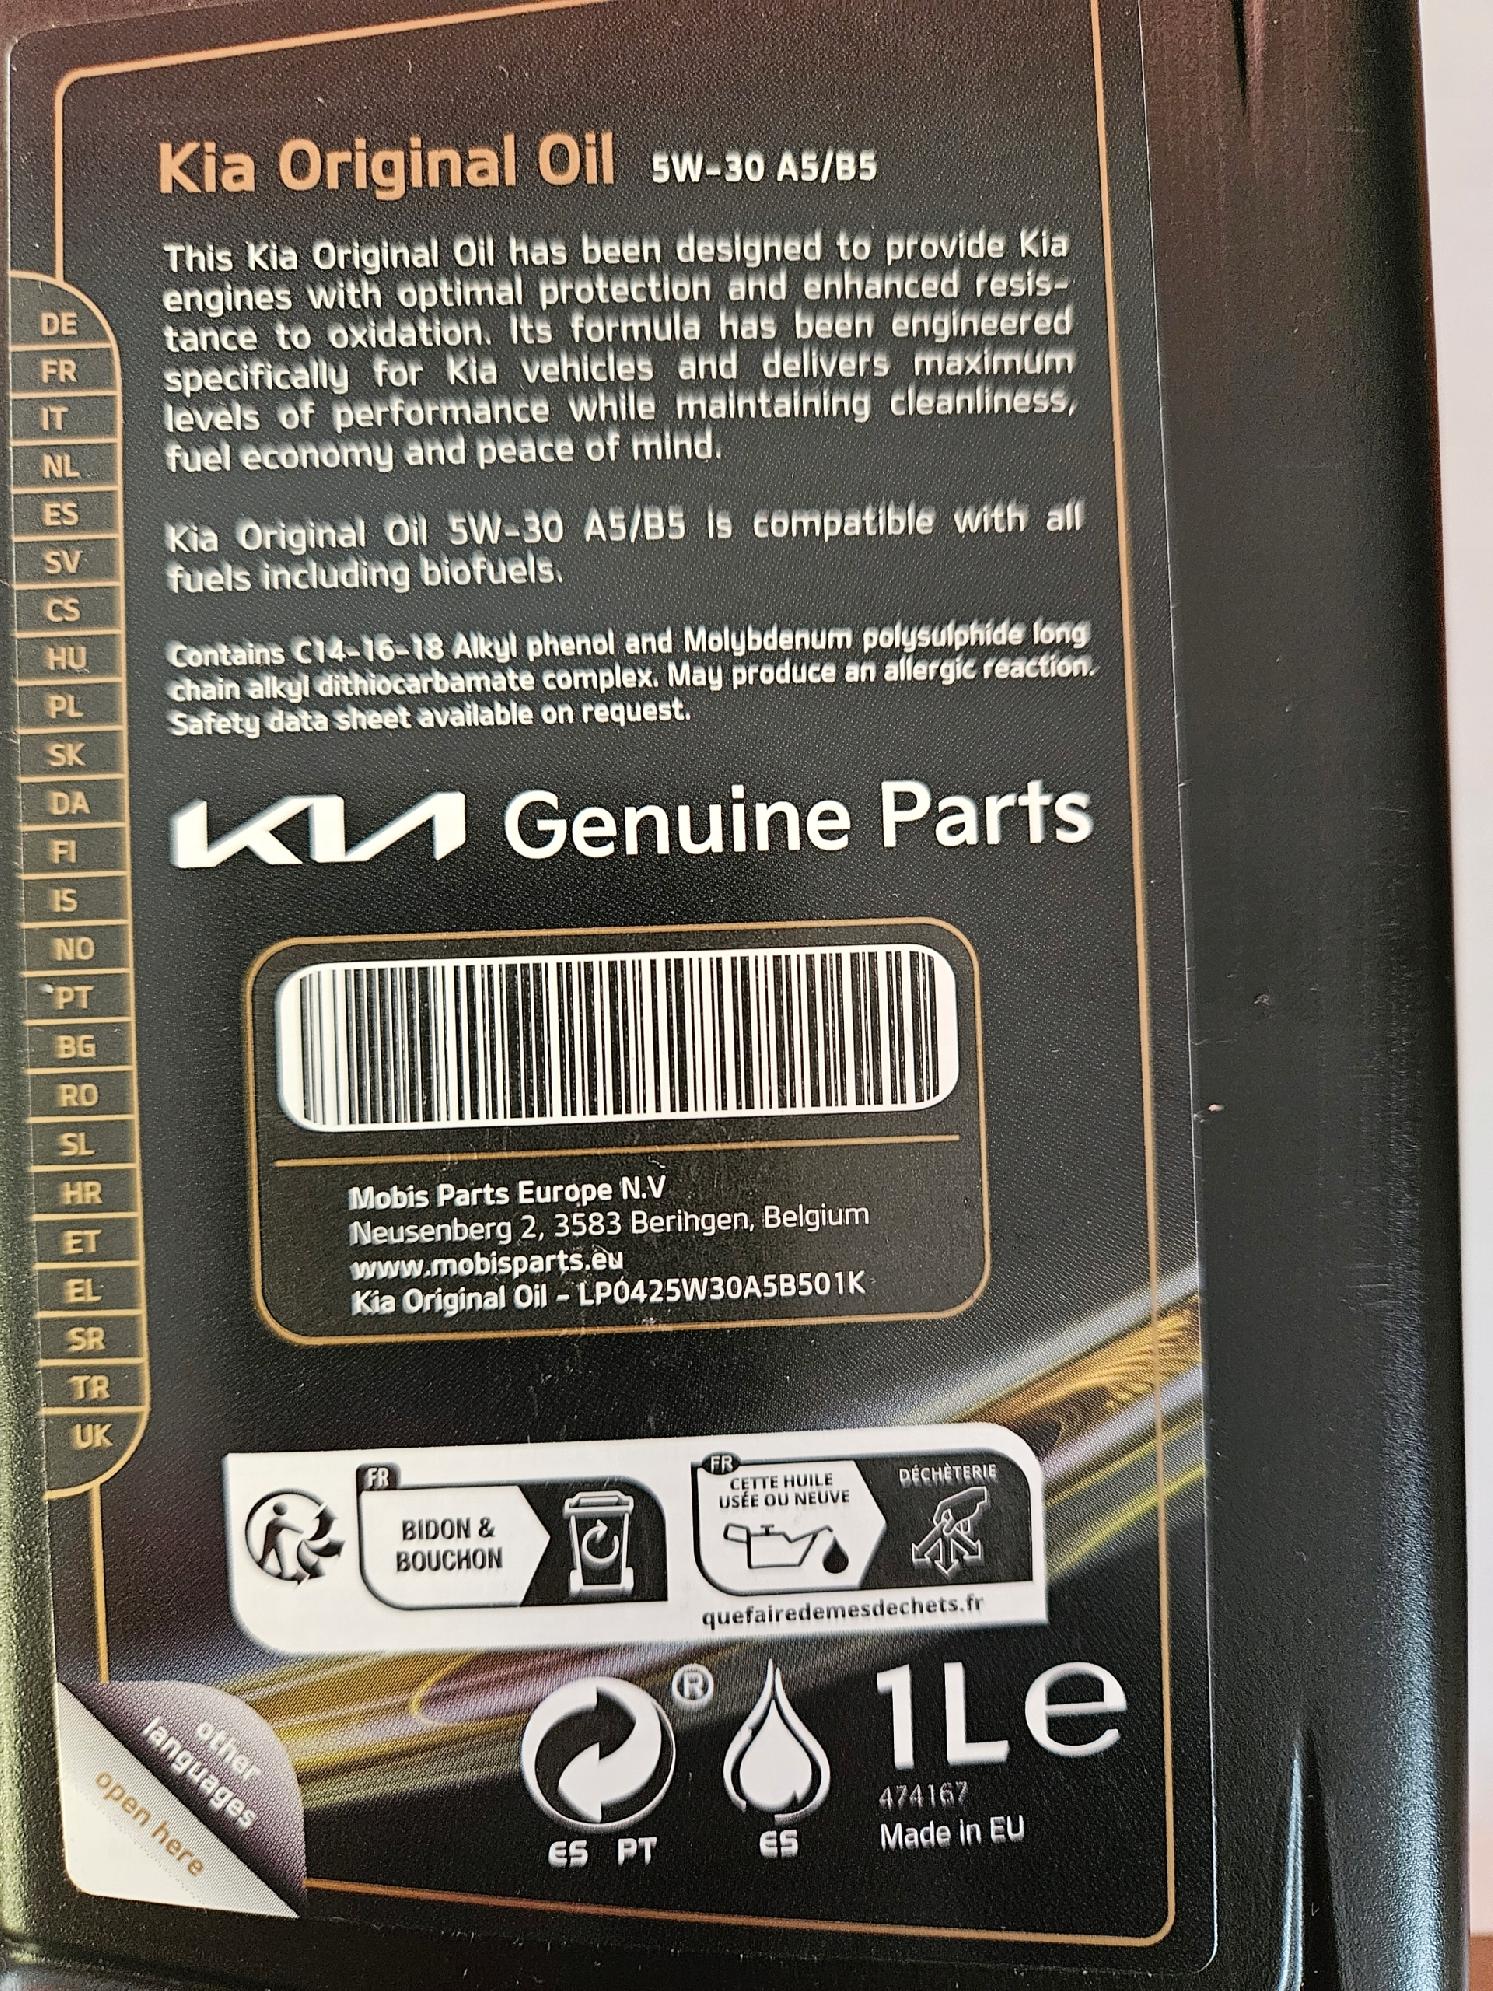 Kia Original Oil 5W-30 A5/B5
This Kia Original Oil has been designed to provide Kia
engines with optimal protection and enhanced resis-
tance to oxidation. Its formula has been engineered
specifically for Kia vehicles and delivers maximum
levels of performance while maintaining cleanliness,
fuel economy and peace of mind.
Kia Original Oil 5W-30 A5/B5 is compatible with all
fuels including biofuels.
Contains C14-16-18 Alkyl phenol and Molybdenum polysulphide long
chain alkyl dithiocarbamate complex. May produce an allergic reaction.
Safety data sheet available on request.
DE
FR
IT
NL
ES
SV
CS
HU
PL
SK
DA
FI
IS
NO
PT
BG
RO
SL
HR
ET
EL
SR
TR
UK
KIA Genuine Parts
Mobis Parts Europe N.V
Neusenberg 2, 3583 Berihgen, Belgium
www.mobisparts.eu
Kia Original Oil - LP0425W30A5B501K
FR
BIDON &
BOUCHON
FR
CETTE HUILE
USÉE OU NEUVE
DÉCHÈTERIE
quefairedemesdechets.fr
®
ES PT
ES
1L e
474167
Made in EU
other
languages
open here